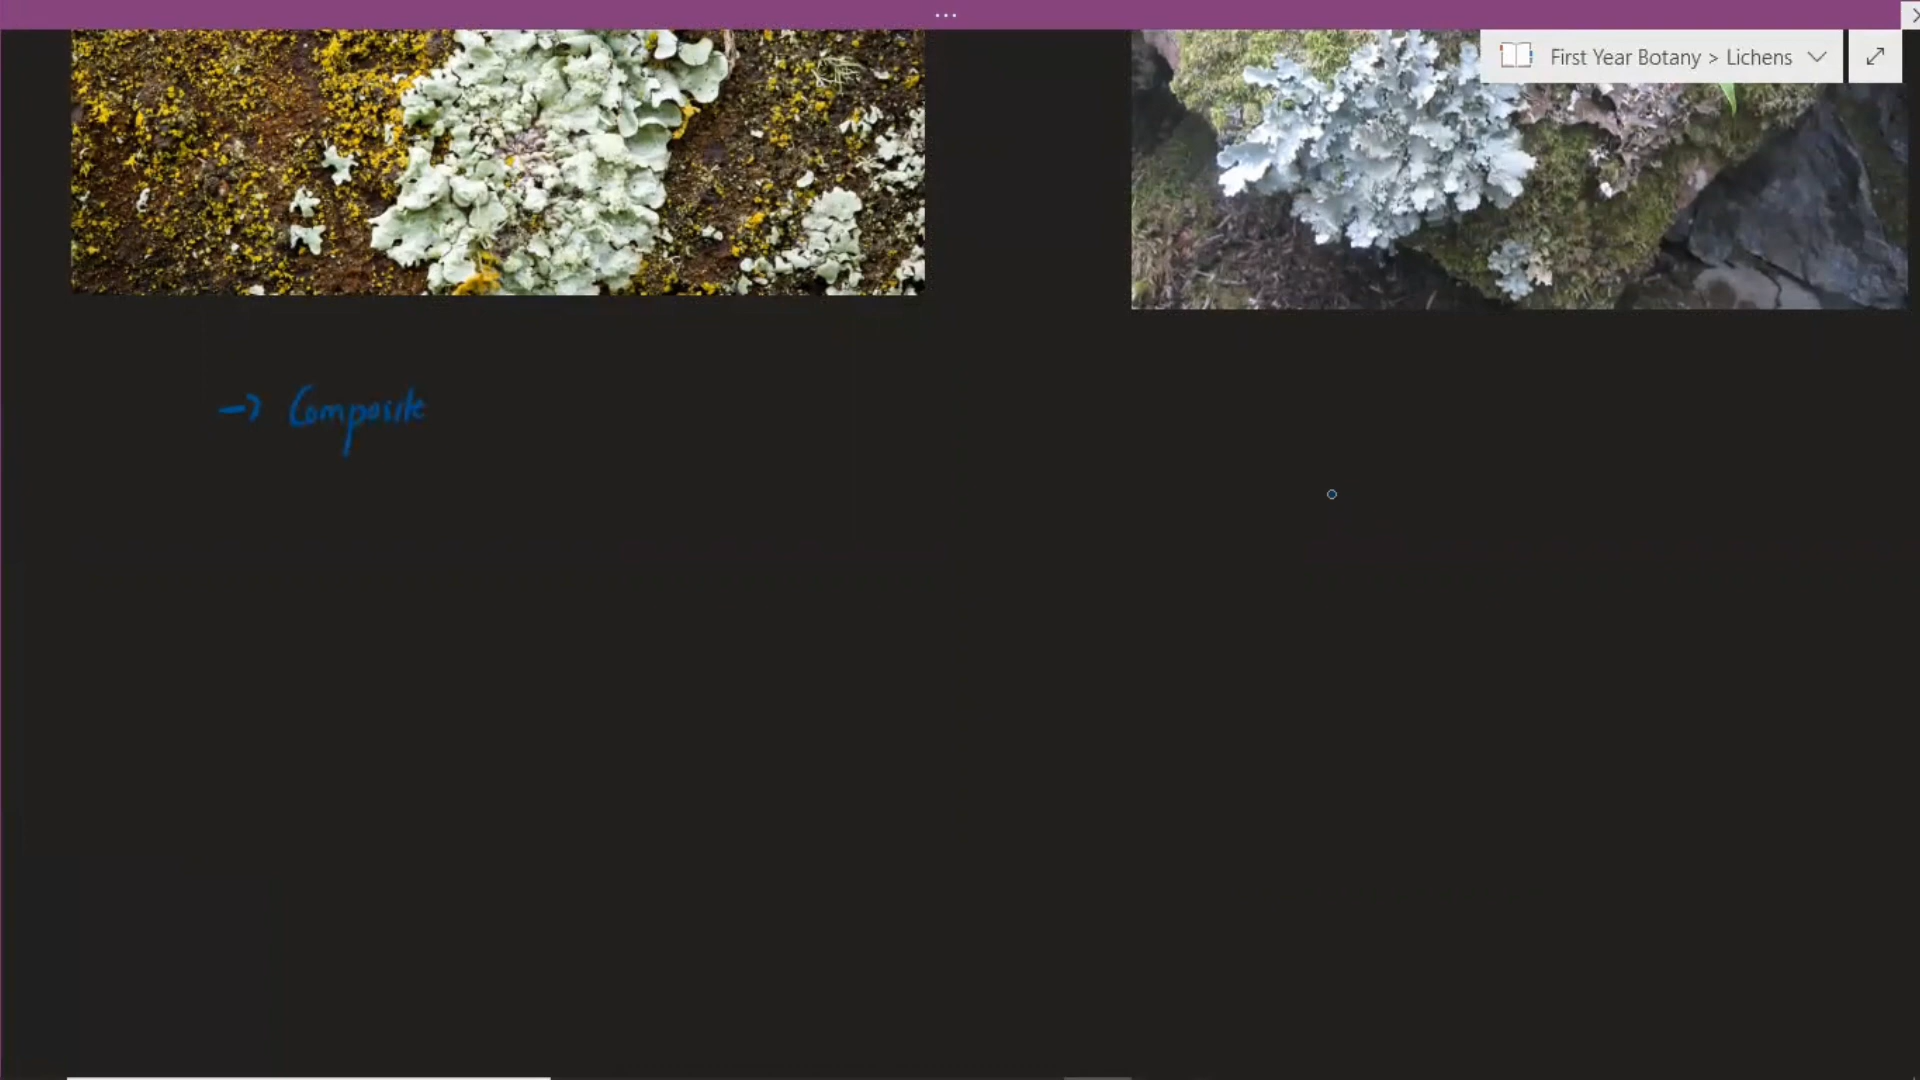 First Year Botany > Lichens
→ Composite